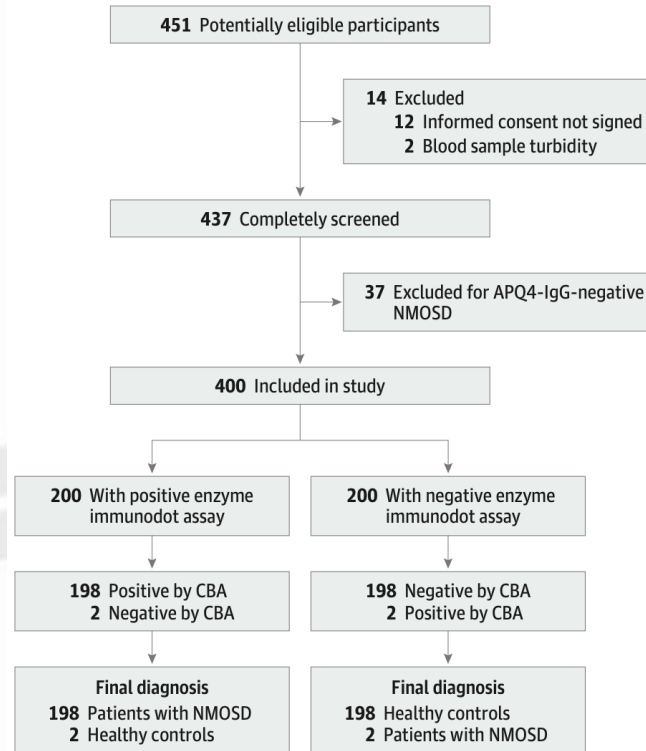 451 Potentially eligible participants
14 Excluded
12 Informed consent not signed
2 Blood sample turbidity
437 Completely screened
37 Excluded for APQ4-IgG-negative
NMOSD
400 Included in study
200 With positive enzyme
immunodot assay
200 With negative enzyme
immunodot assay
198 Positive by CBA
2 Negative by CBA
198 Negative by CBA
2 Positive by CBA
Final diagnosis
198 Patients with NMOSD
2 Healthy controls
Final diagnosis
198 Healthy controls
2 Patients with NMOSD